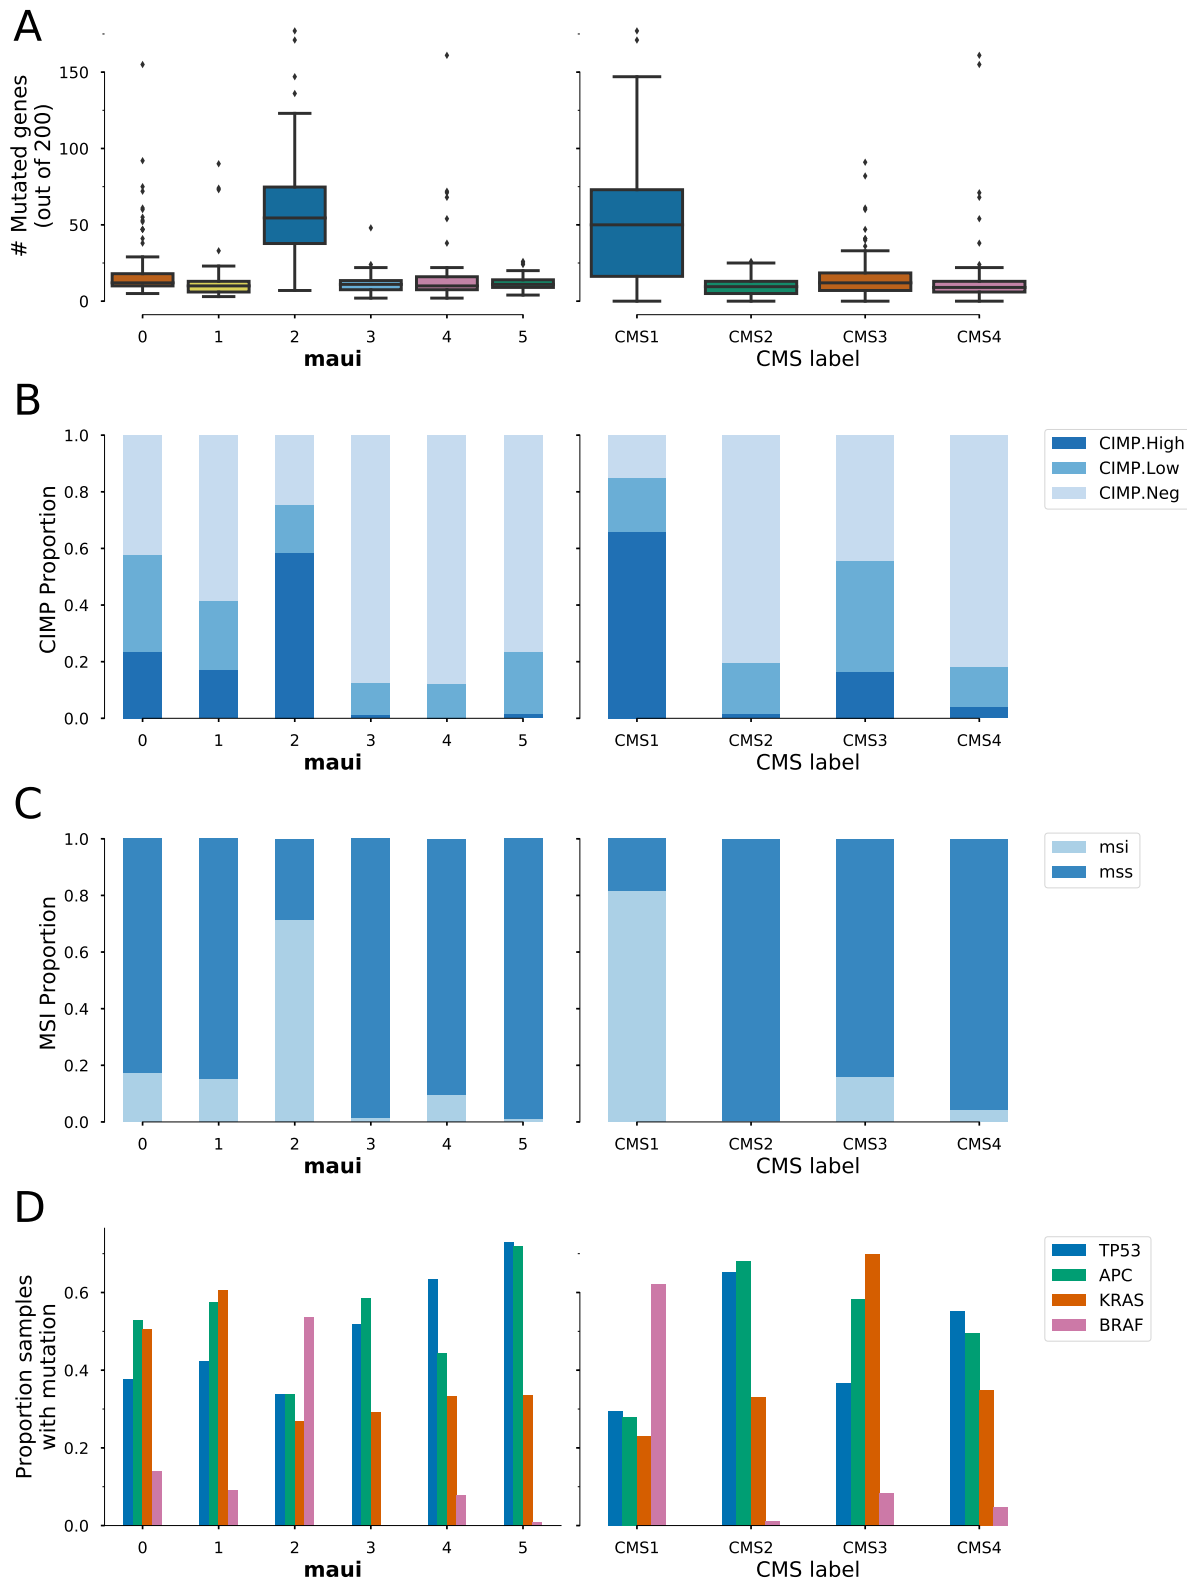 A
# Mutated genes
(out of 200)
150
100
50
0
0 1 2 3 4 5
maui
CMS1 CMS2 CMS3 CMS4
CMS label
B
CIMP Proportion
1.0
0.8
0.6
0.4
0.2
0.0
0 1 2 3 4 5
maui
CMS1 CMS2 CMS3 CMS4
CMS label
CIMP.High
CIMP.Low
CIMP.Neg
C
MSI Proportion
1.0
0.8
0.6
0.4
0.2
0.0
0 1 2 3 4 5
maui
CMS1 CMS2 CMS3 CMS4
CMS label
msi
mss
D
Proportion samples
with mutation
0.6
0.4
0.2
0.0
0 1 2 3 4 5
maui
CMS1 CMS2 CMS3 CMS4
CMS label
TP53
APC
KRAS
BRAF